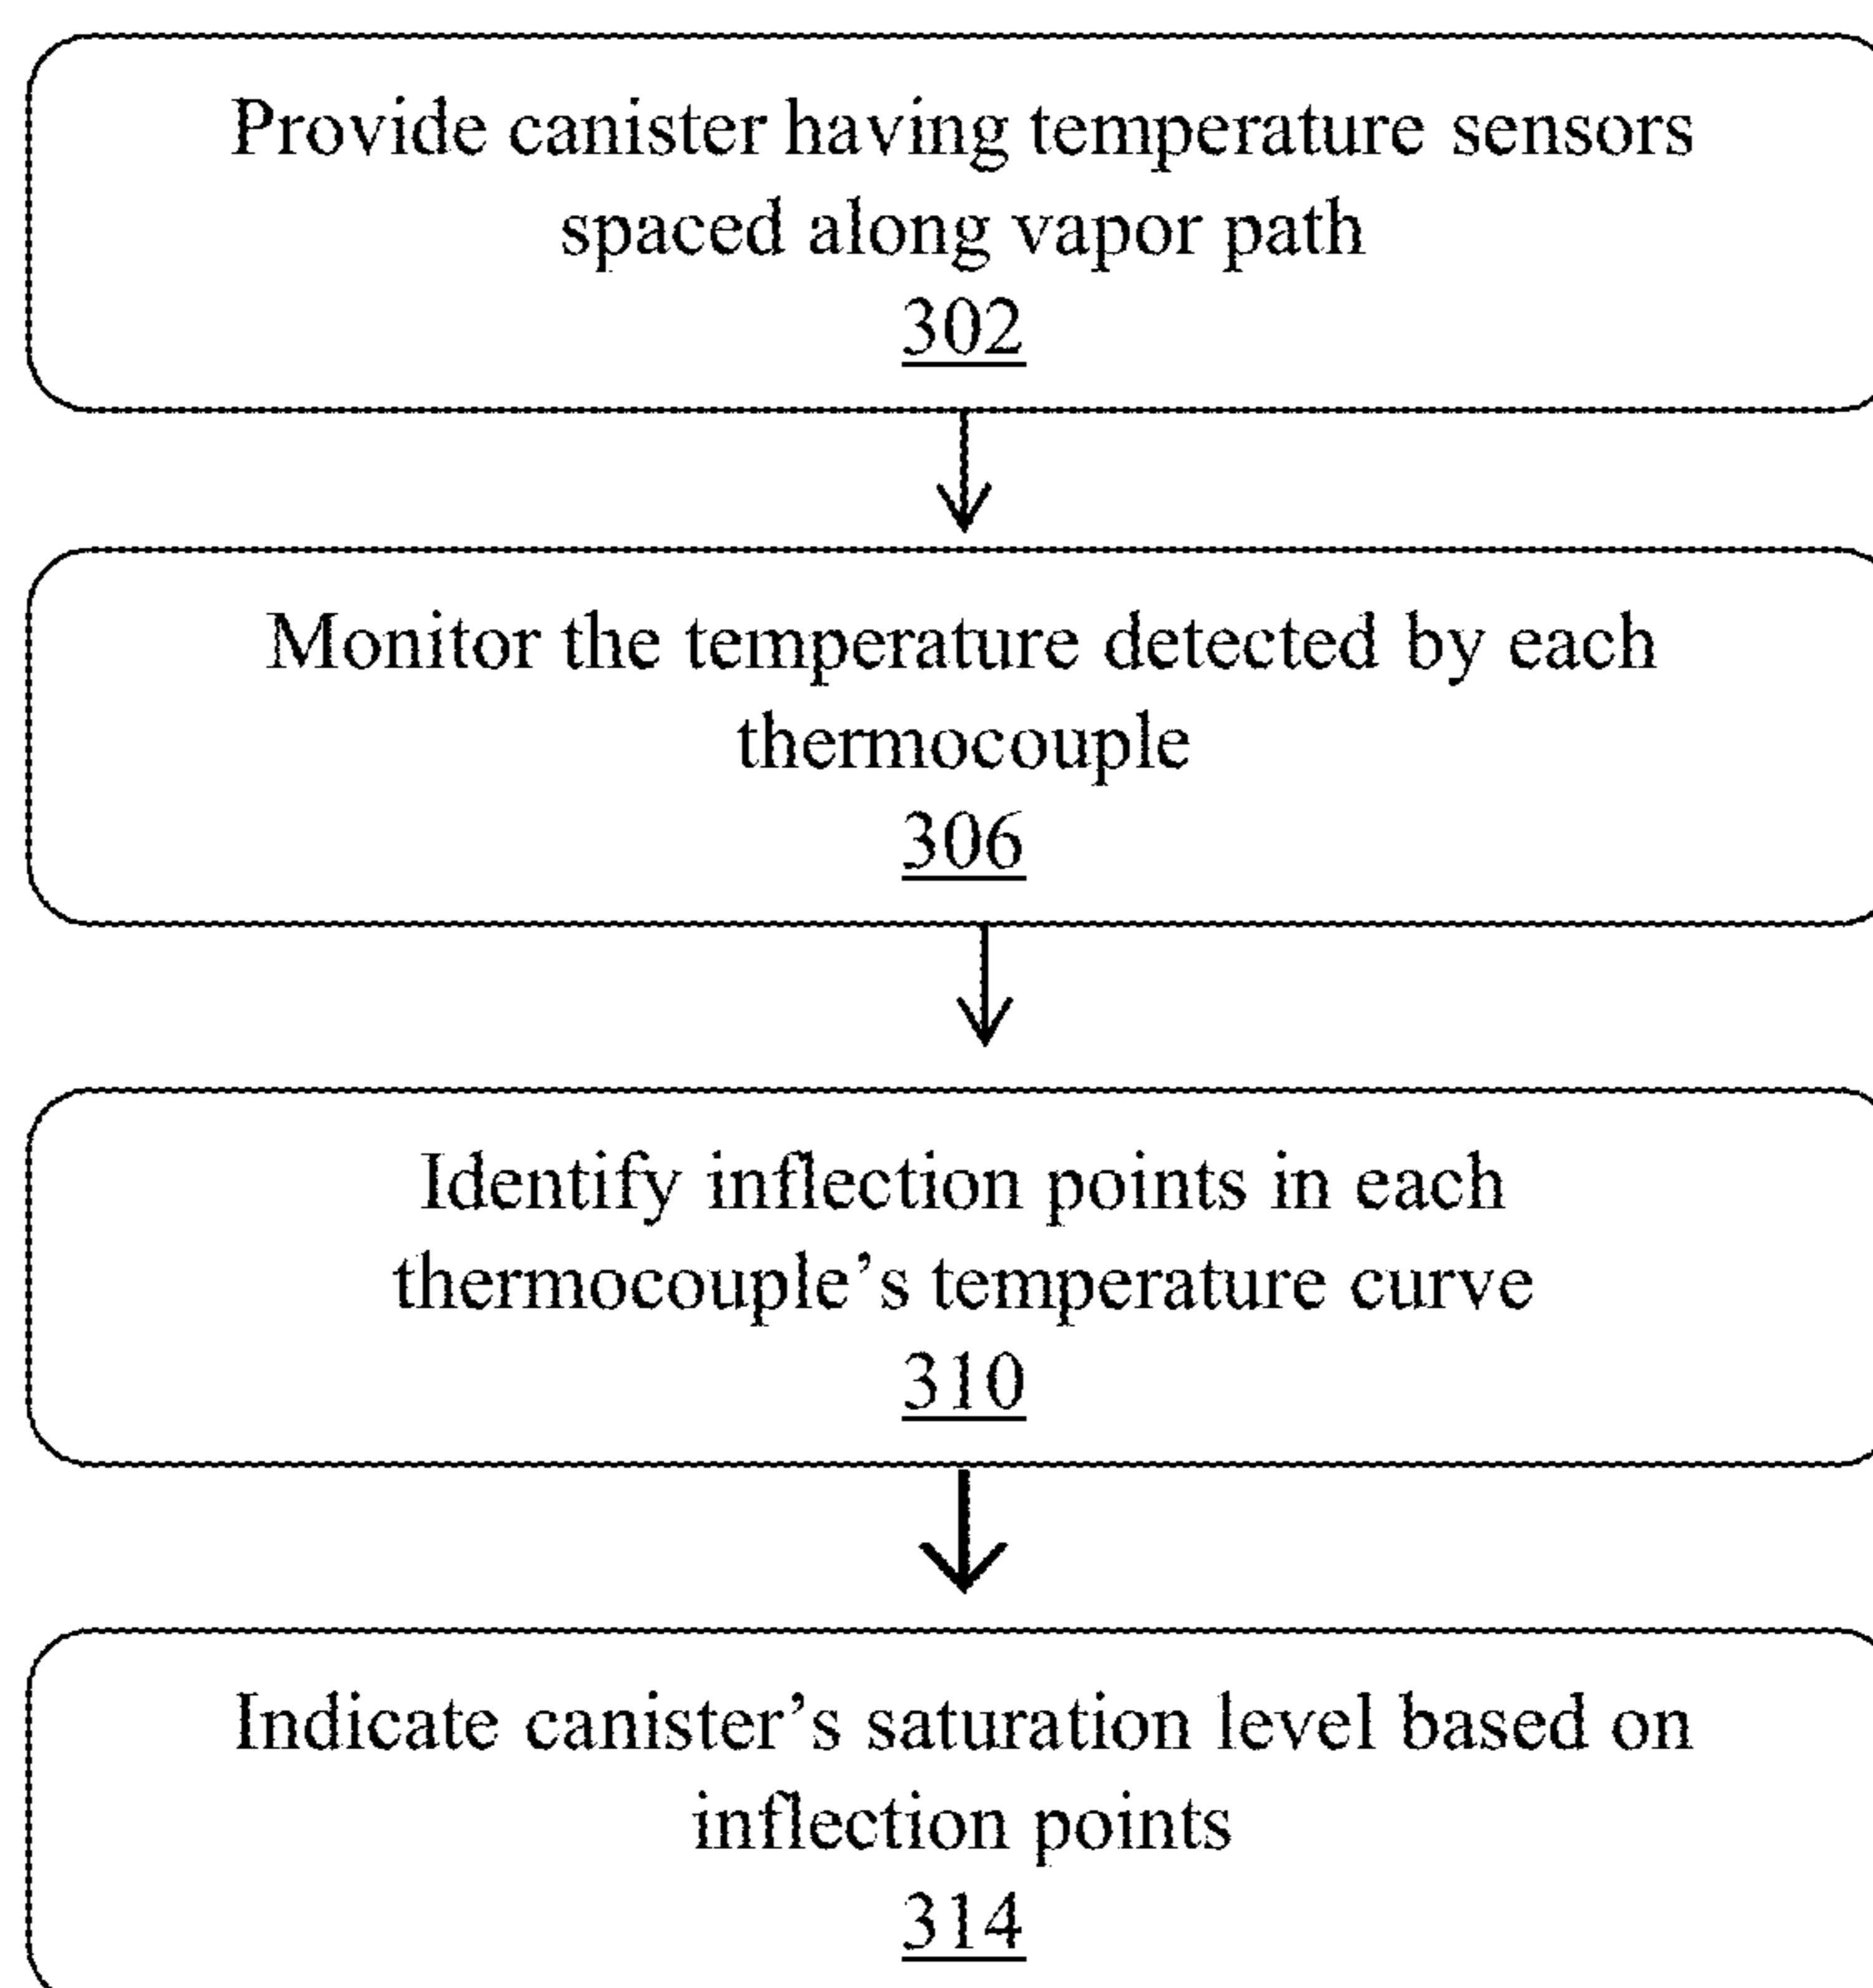 Provide canister having temperature sensors
spaced along vapor path
302
Monitor the temperature detected by each
thermocouple
306
Identify inflection points in each
thermocouple’s temperature curve
310
Indicate canister’s saturation level based on
inflection points
314